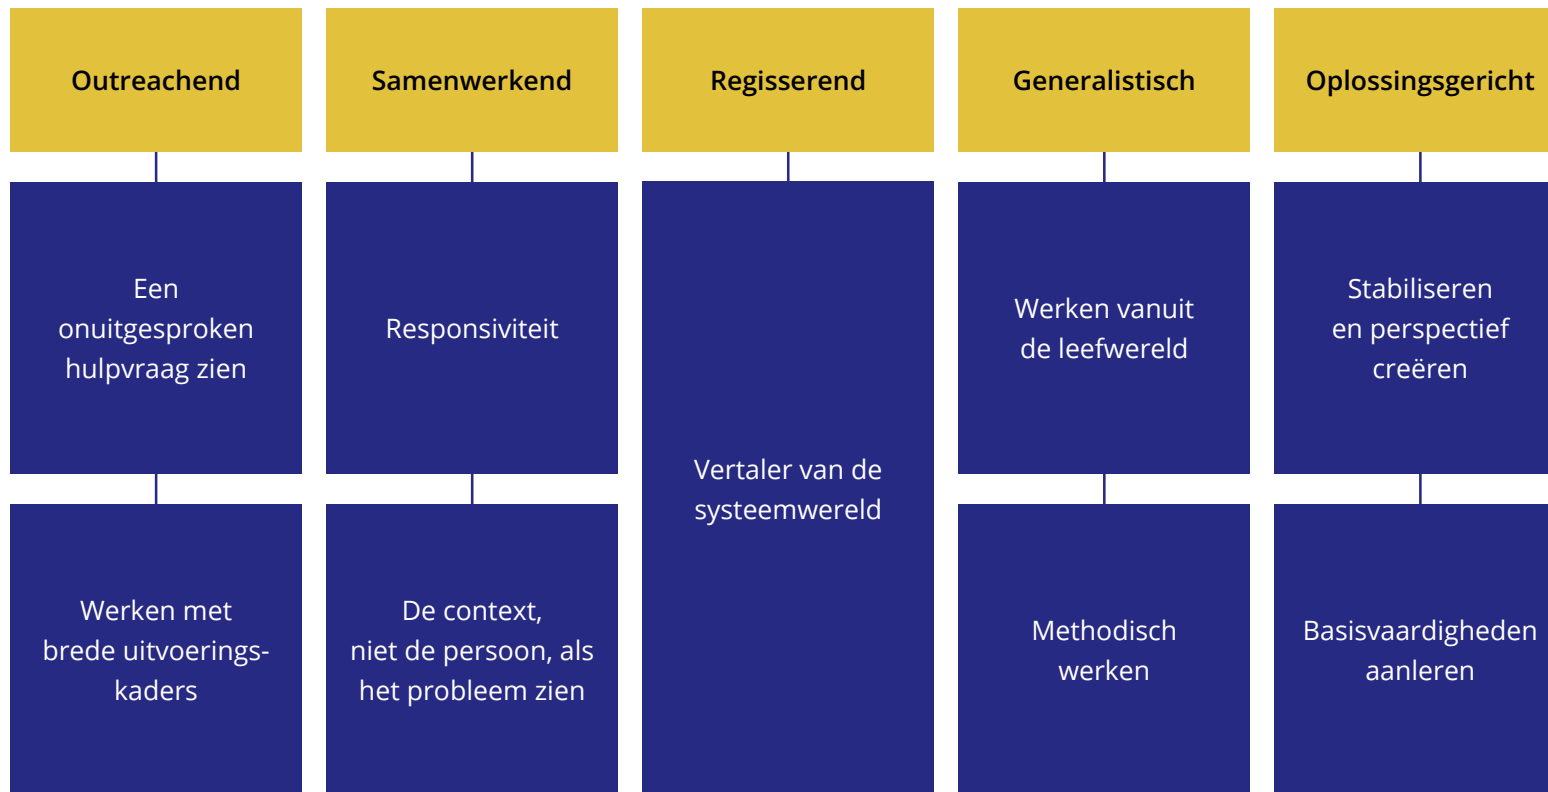 Outreachend
Samenwerkend
Regisserend
Generalistisch
Oplossingsgericht
Een
onuitgesproken
hulpvraag zien
Responsiviteit
Vertaler van de
systeemwereld
Werken vanuit
de leefwereld
Stabiliseren
en perspectief
creëren
Werken met
brede uitvoerings-
kaders
De context,
niet de persoon, als
het probleem zien
Methodisch
werken
Basisvaardigheden
aanleren